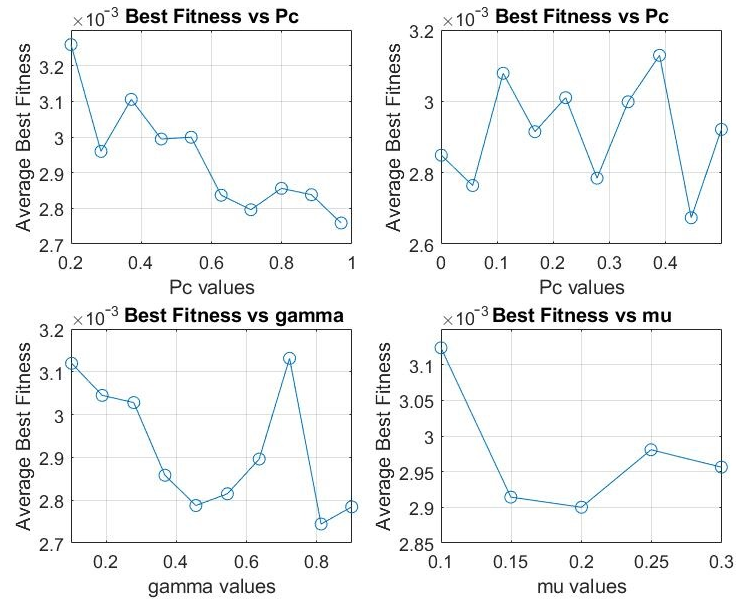 ×10⁻³ Best Fitness vs Pc
Average Best Fitness
3.2
3.1
3
2.9
2.8
2.7
0.2 0.4 0.6 0.8 1
Pc values
×10⁻³ Best Fitness vs Pc
Average Best Fitness
3.2
3
2.8
2.6
0 0.1 0.2 0.3 0.4
Pc values
×10⁻³ Best Fitness vs gamma
Average Best Fitness
3.2
3.1
3
2.9
2.8
2.7
0.2 0.4 0.6 0.8
gamma values
×10⁻³ Best Fitness vs mu
Average Best Fitness
3.1
3.05
3
2.95
2.9
2.85
0.1 0.15 0.2 0.25 0.3
mu values